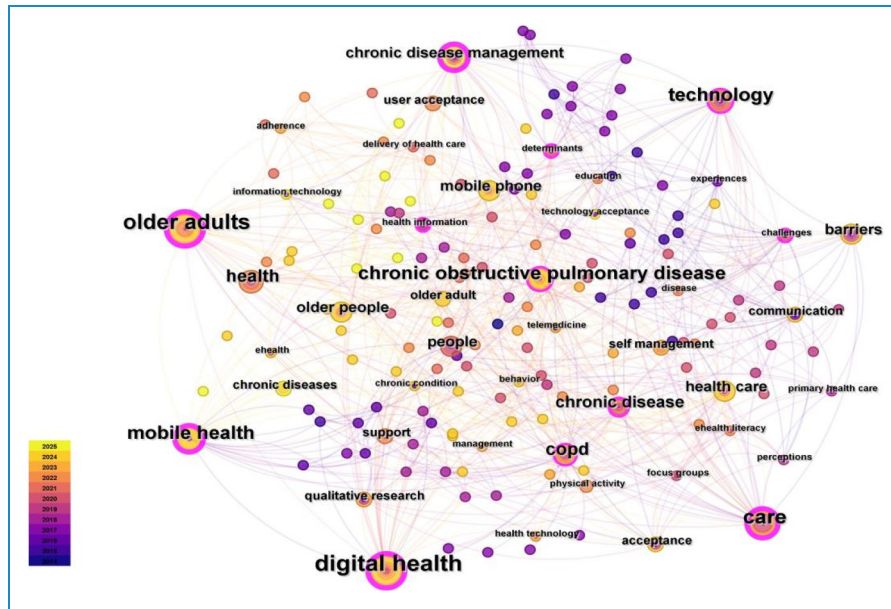 chronic disease management
technology
user acceptance
adherence
delivery of health care
determinants
information technology
mobile phone
education
experiences
older adults
health information
technology acceptance
challenges
barriers
health
chronic obstructive pulmonary disease
disease
older people
older adult
communication
telemedicine
people
self management
ehealth
chronic diseases
chronic condition
behavior
health care
primary health care
chronic disease
mobile health
support
management
ehealth literacy
copd
perceptions
focus groups
physical activity
qualitative research
care
health technology
acceptance
digital health
2025
2024
2023
2022
2021
2020
2019
2018
2017